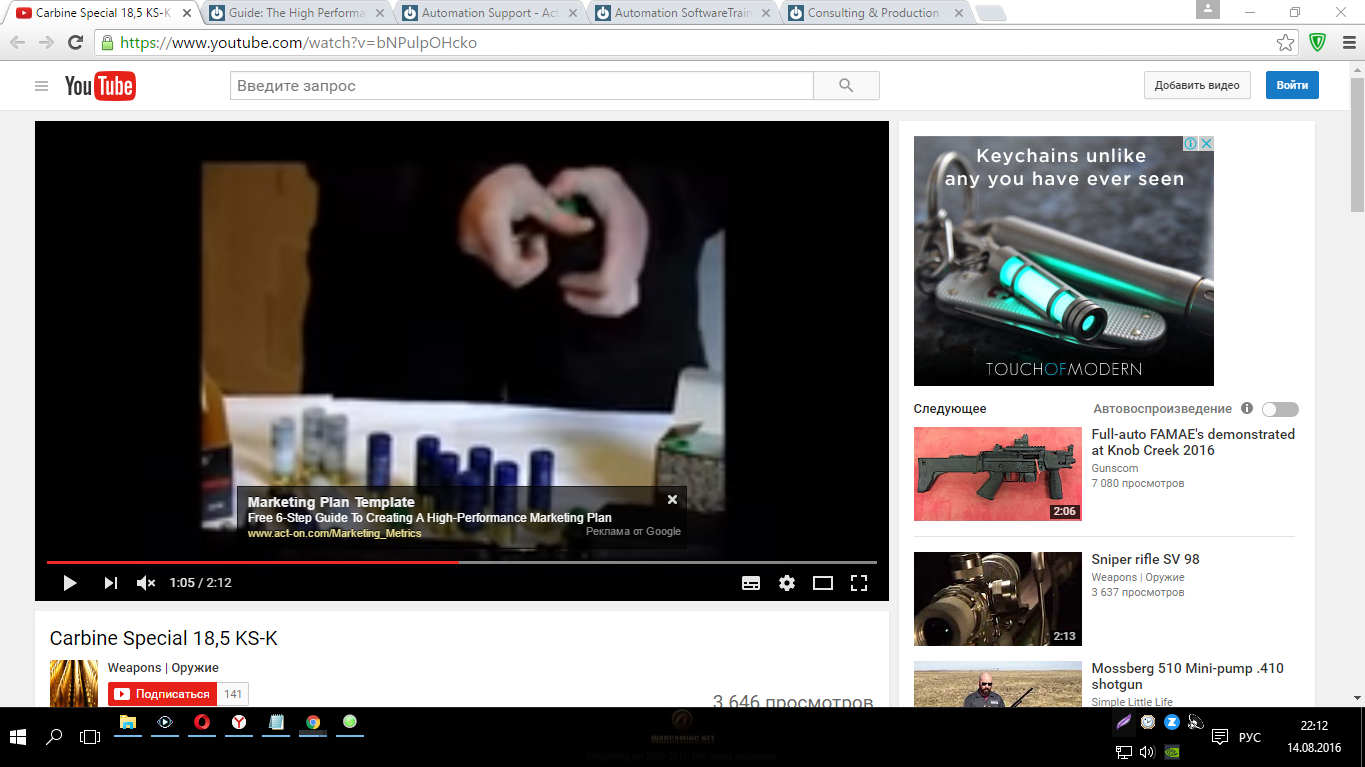 Carbine Special 18,5 KS-K
Guide: The High Performa
Automation Support - Act
Automation SoftwareTrain
Consulting & Production -
https://www.youtube.com/watch?v=bNPulpOHcko
YouTube
Введите запрос
Добавить видео
Войти
Keychains unlike
any you have ever seen
TOUCHOFMODERN
Marketing Plan Template
Free 6-Step Guide To Creating A High-Performance Marketing Plan
www.act-on.com/Marketing_Metrics
Реклама от Google
1:05 / 2:12
Carbine Special 18,5 KS-K
Weapons | Оружие
Подписаться
141
3 646 просмотров
Следующее
Автовоспроизведение
Full-auto FAMAE's demonstrated
at Knob Creek 2016
Gunscom
7 080 просмотров
2:06
Sniper rifle SV 98
Weapons | Оружие
3 637 просмотров
2:13
Mossberg 510 Mini-pump .410
shotgun
Simple Little Life
WARGAMING.NET
РУС
22:12
14.08.2016